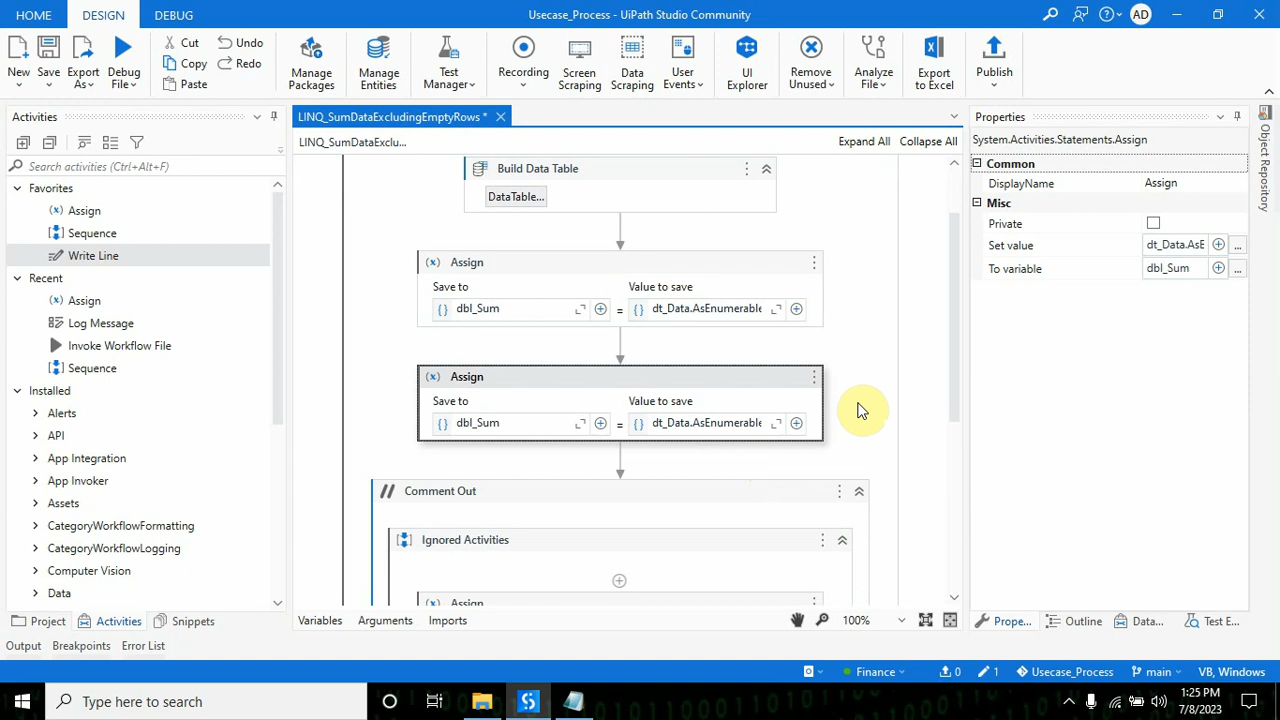 HOME DESIGN DEBUG Usecase_Process - UiPath Studio Community AD
New Save Export As Debug File Cut Copy Paste Undo Redo Manage Packages Manage Entities Test Manager Recording Screen Scraping Data Scraping User Events UI Explorer Remove Unused Analyze File Export to Excel Publish
Activities
Search activities (Ctrl+Alt+F)
Favorites
Assign
Sequence
Write Line
Recent
Assign
Log Message
Invoke Workflow File
Sequence
Installed
Alerts
API
App Integration
App Invoker
Assets
CategoryWorkflowFormatting
CategoryWorkflowLogging
Computer Vision
Data
Project Activities Snippets
LINQ_SumDataExcludingEmptyRows *
LINQ_SumDataExclu... Expand All Collapse All
Build Data Table
DataTable...
Assign
Save to Value to save
dbl_Sum = dt_Data.AsEnumerable
Assign
Save to Value to save
dbl_Sum = dt_Data.AsEnumerable
// Comment Out
Ignored Activities
Assign
Variables Arguments Imports 100%
Properties
System.Activities.Statements.Assign
Common
DisplayName Assign
Misc
Private
Set value dt_Data.AsE ...
To variable dbl_Sum ...
Object Repository
Prope... Outline Data... Test E...
Output Breakpoints Error List
Finance 0 1 Usecase_Process main VB, Windows
Type here to search
1:25 PM
7/8/2023